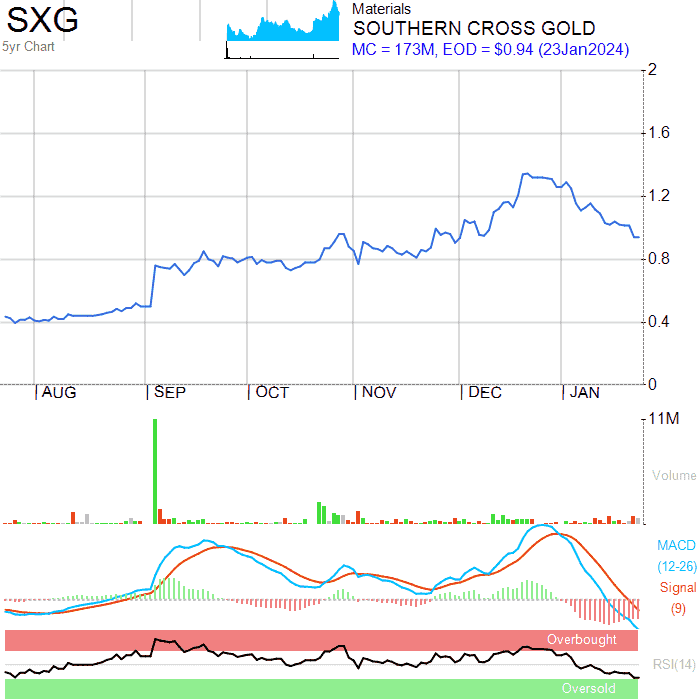 SXG
5yr Chart
Materials
SOUTHERN CROSS GOLD
MC = 173M, EOD = $0.94 (23Jan2024)
2
1.6
1.2
0.8
0.4
0
AUG SEP OCT NOV DEC JAN
11M
Volume
MACD
(12-26)
Signal
(9)
Overbought
RSI(14)
Oversold